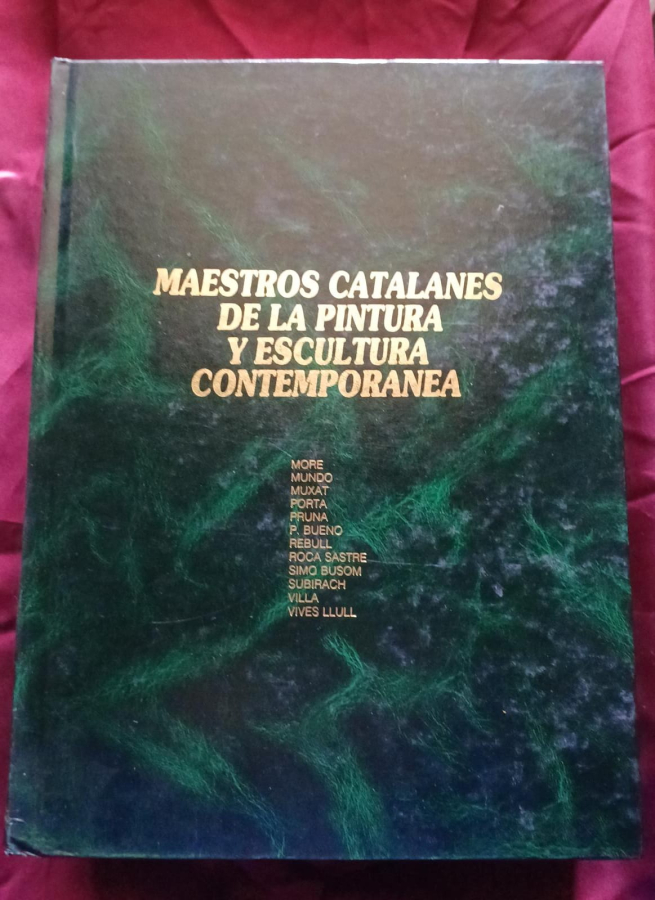 MAESTROS CATALANES
DE LA PINTURA
Y ESCULTURA
CONTEMPORANEA
MORE
MUNDO
MUXAT
PORTA
PRUNA
P. BUENO
REBULL
ROCA SASTRE
SIMO BUSOM
SUBIRACH
VILLA
VIVES LLULL